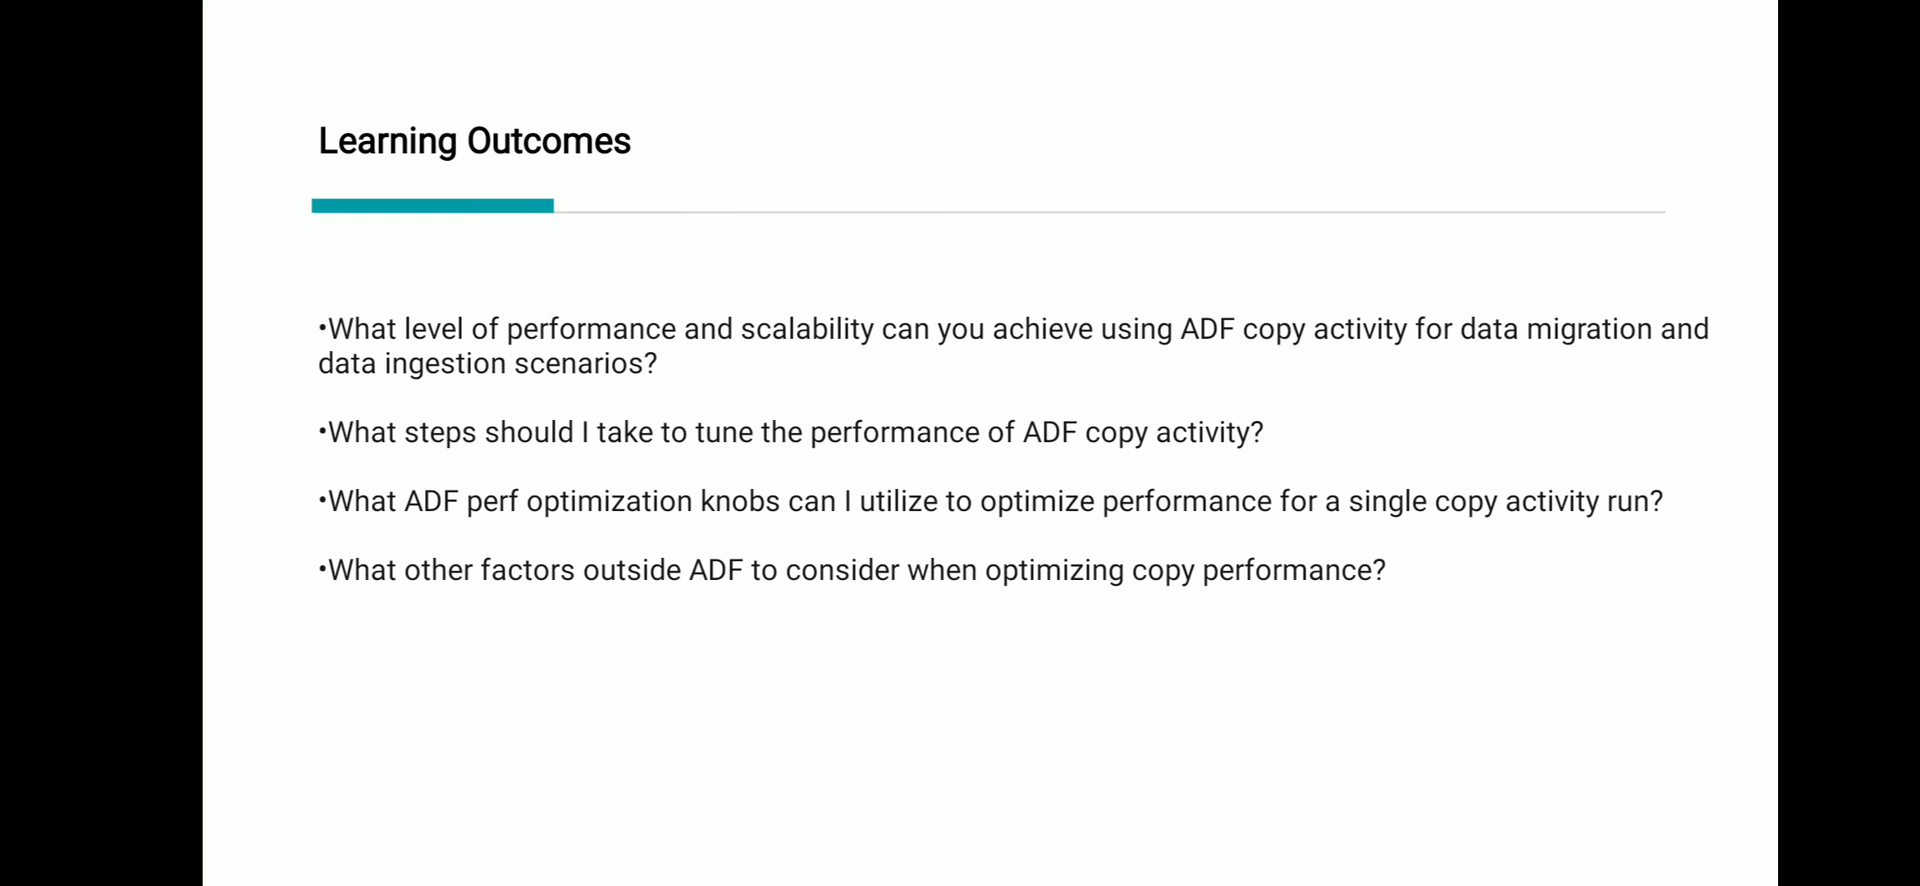 Learning Outcomes
•What level of performance and scalability can you achieve using ADF copy activity for data migration and
data ingestion scenarios?
•What steps should I take to tune the performance of ADF copy activity?
•What ADF perf optimization knobs can I utilize to optimize performance for a single copy activity run?
•What other factors outside ADF to consider when optimizing copy performance?